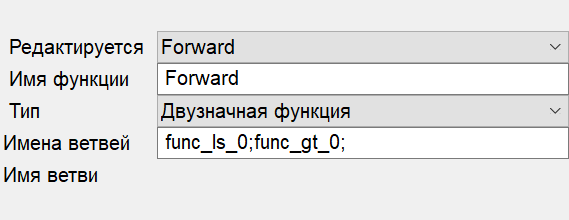 Редактируется Forward
Имя функции Forward
Тип Двузначная функция
Имена ветвей func_ls_0;func_gt_0;
Имя ветви